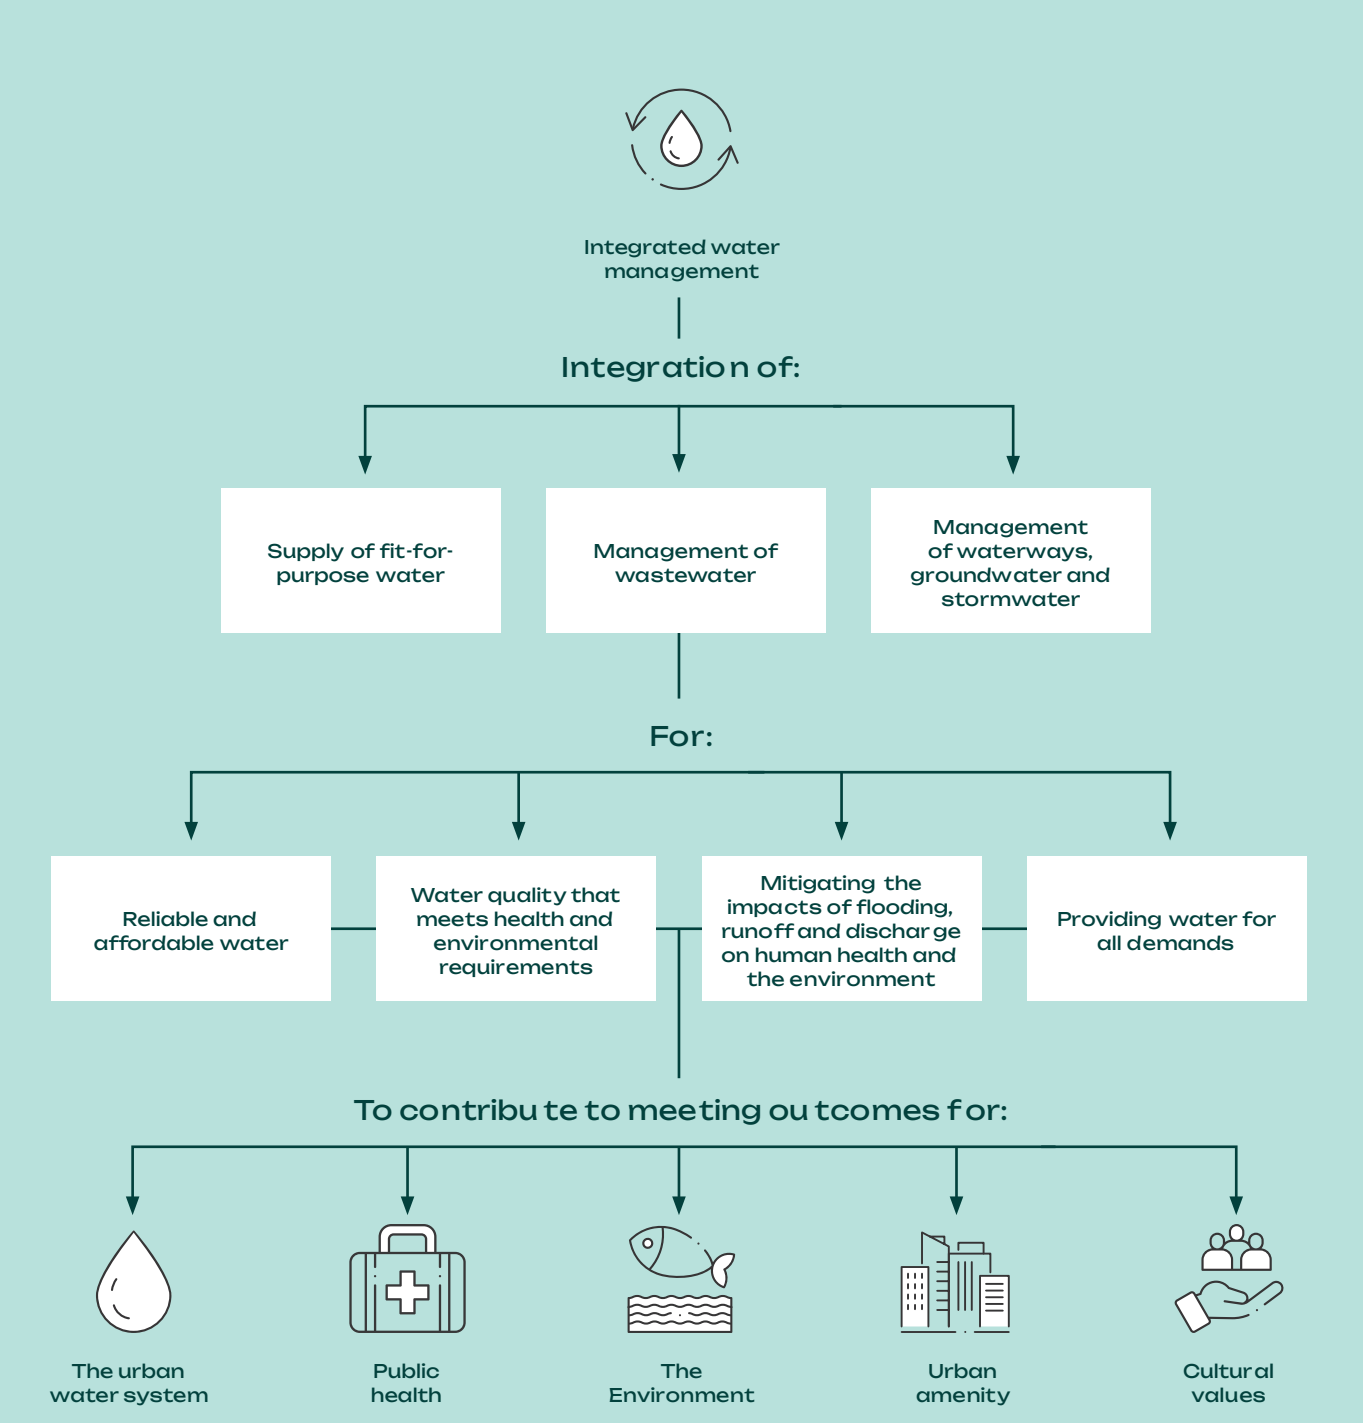 Integrated water
management
Integration of:
Supply of fit-for-
purpose water
Management of
wastewater
Management
of waterways,
groundwater and
stormwater
For:
Reliable and
affordable water
Water quality that
meets health and
environmental
requirements
Mitigating the
impacts of flooding,
runoff and discharge
on human health and
the environment
Providing water for
all demands
To contribute to meeting outcomes for:
The urban
water system
Public
health
The
Environment
Urban
amenity
Cultural
values